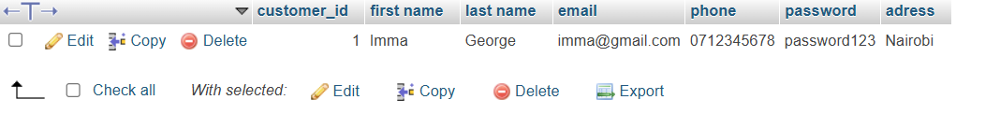 customer_id first name last name email phone password adress
Edit Copy Delete 1 Imma George imma@gmail.com 0712345678 password123 Nairobi
Check all With selected: Edit Copy Delete Export